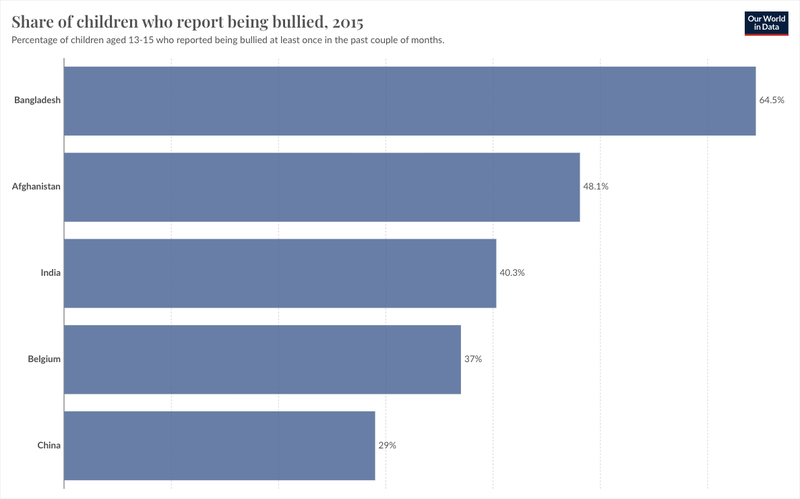 Share of children who report being bullied, 2015
Percentage of children aged 13-15 who reported being bullied at least once in the past couple of months.
Our World
in Data
Bangladesh 64.5%
Afghanistan 48.1%
India 40.3%
Belgium 37%
China 29%